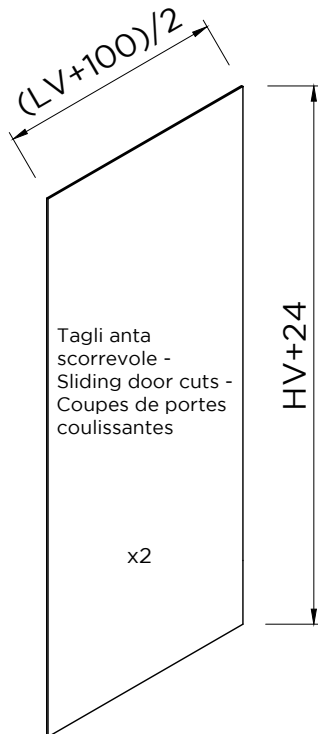 (LV+100)/2
HV+24
Tagli anta
scorrevole -
Sliding door cuts -
Coupes de portes
coulissantes
x2